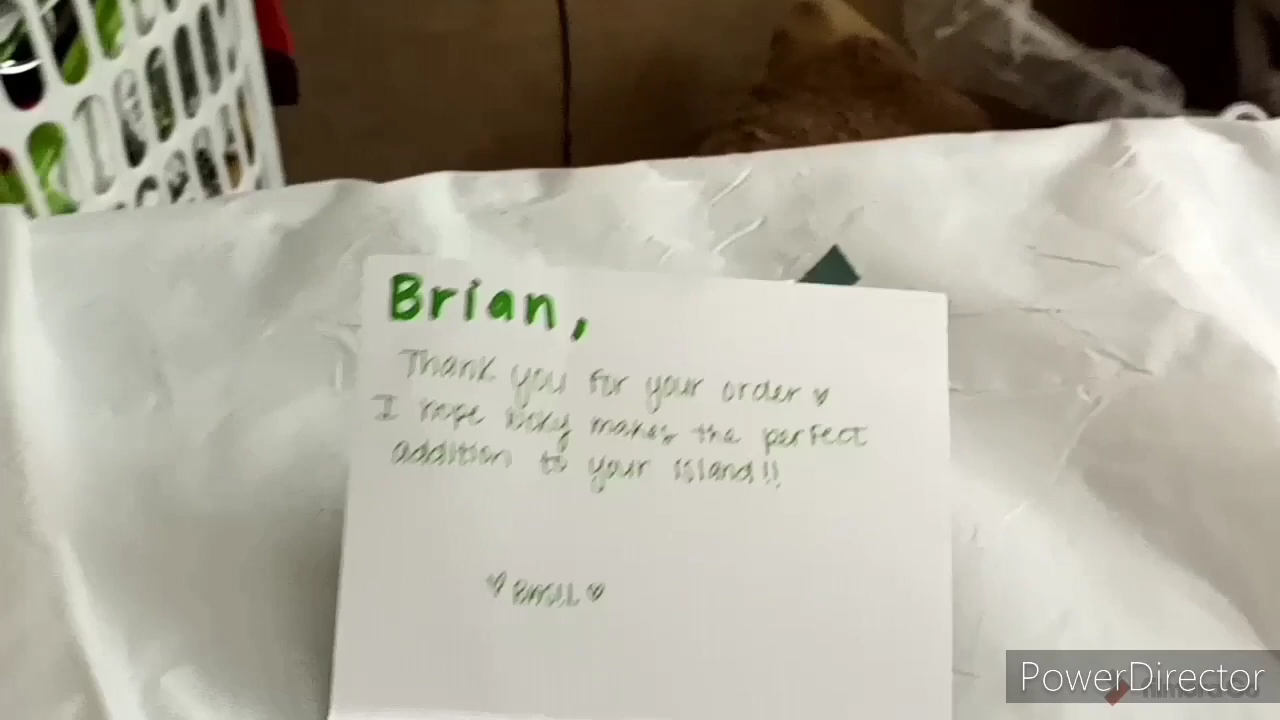 Brian,
Thank you for your order
I hope makes the perfect
addition to your island!!
PowerDirector